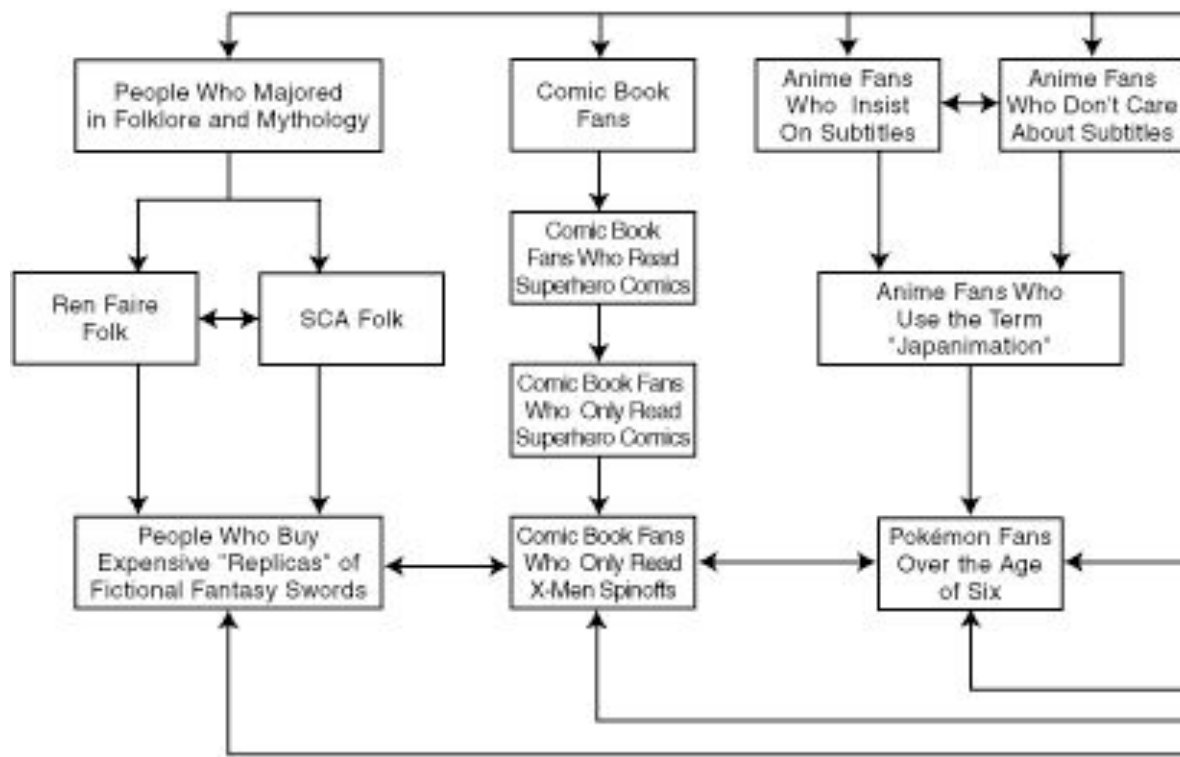 People Who Majored
in Folklore and Mythology
Comic Book
Fans
Anime Fans
Who Insist
On Subtitles
Anime Fans
Who Don't Care
About Subtitles
Comic Book
Fans Who Read
Superhero Comics
Ren Faire
Folk
SCA Folk
Anime Fans Who
Use the Term
"Japanimation"
Comic Book Fans
Who Only Read
Superhero Comics
People Who Buy
Expensive "Replicas" of
Fictional Fantasy Swords
Comic Book Fans
Who Only Read
X-Men Spinoffs
Pokémon Fans
Over the Age
of Six